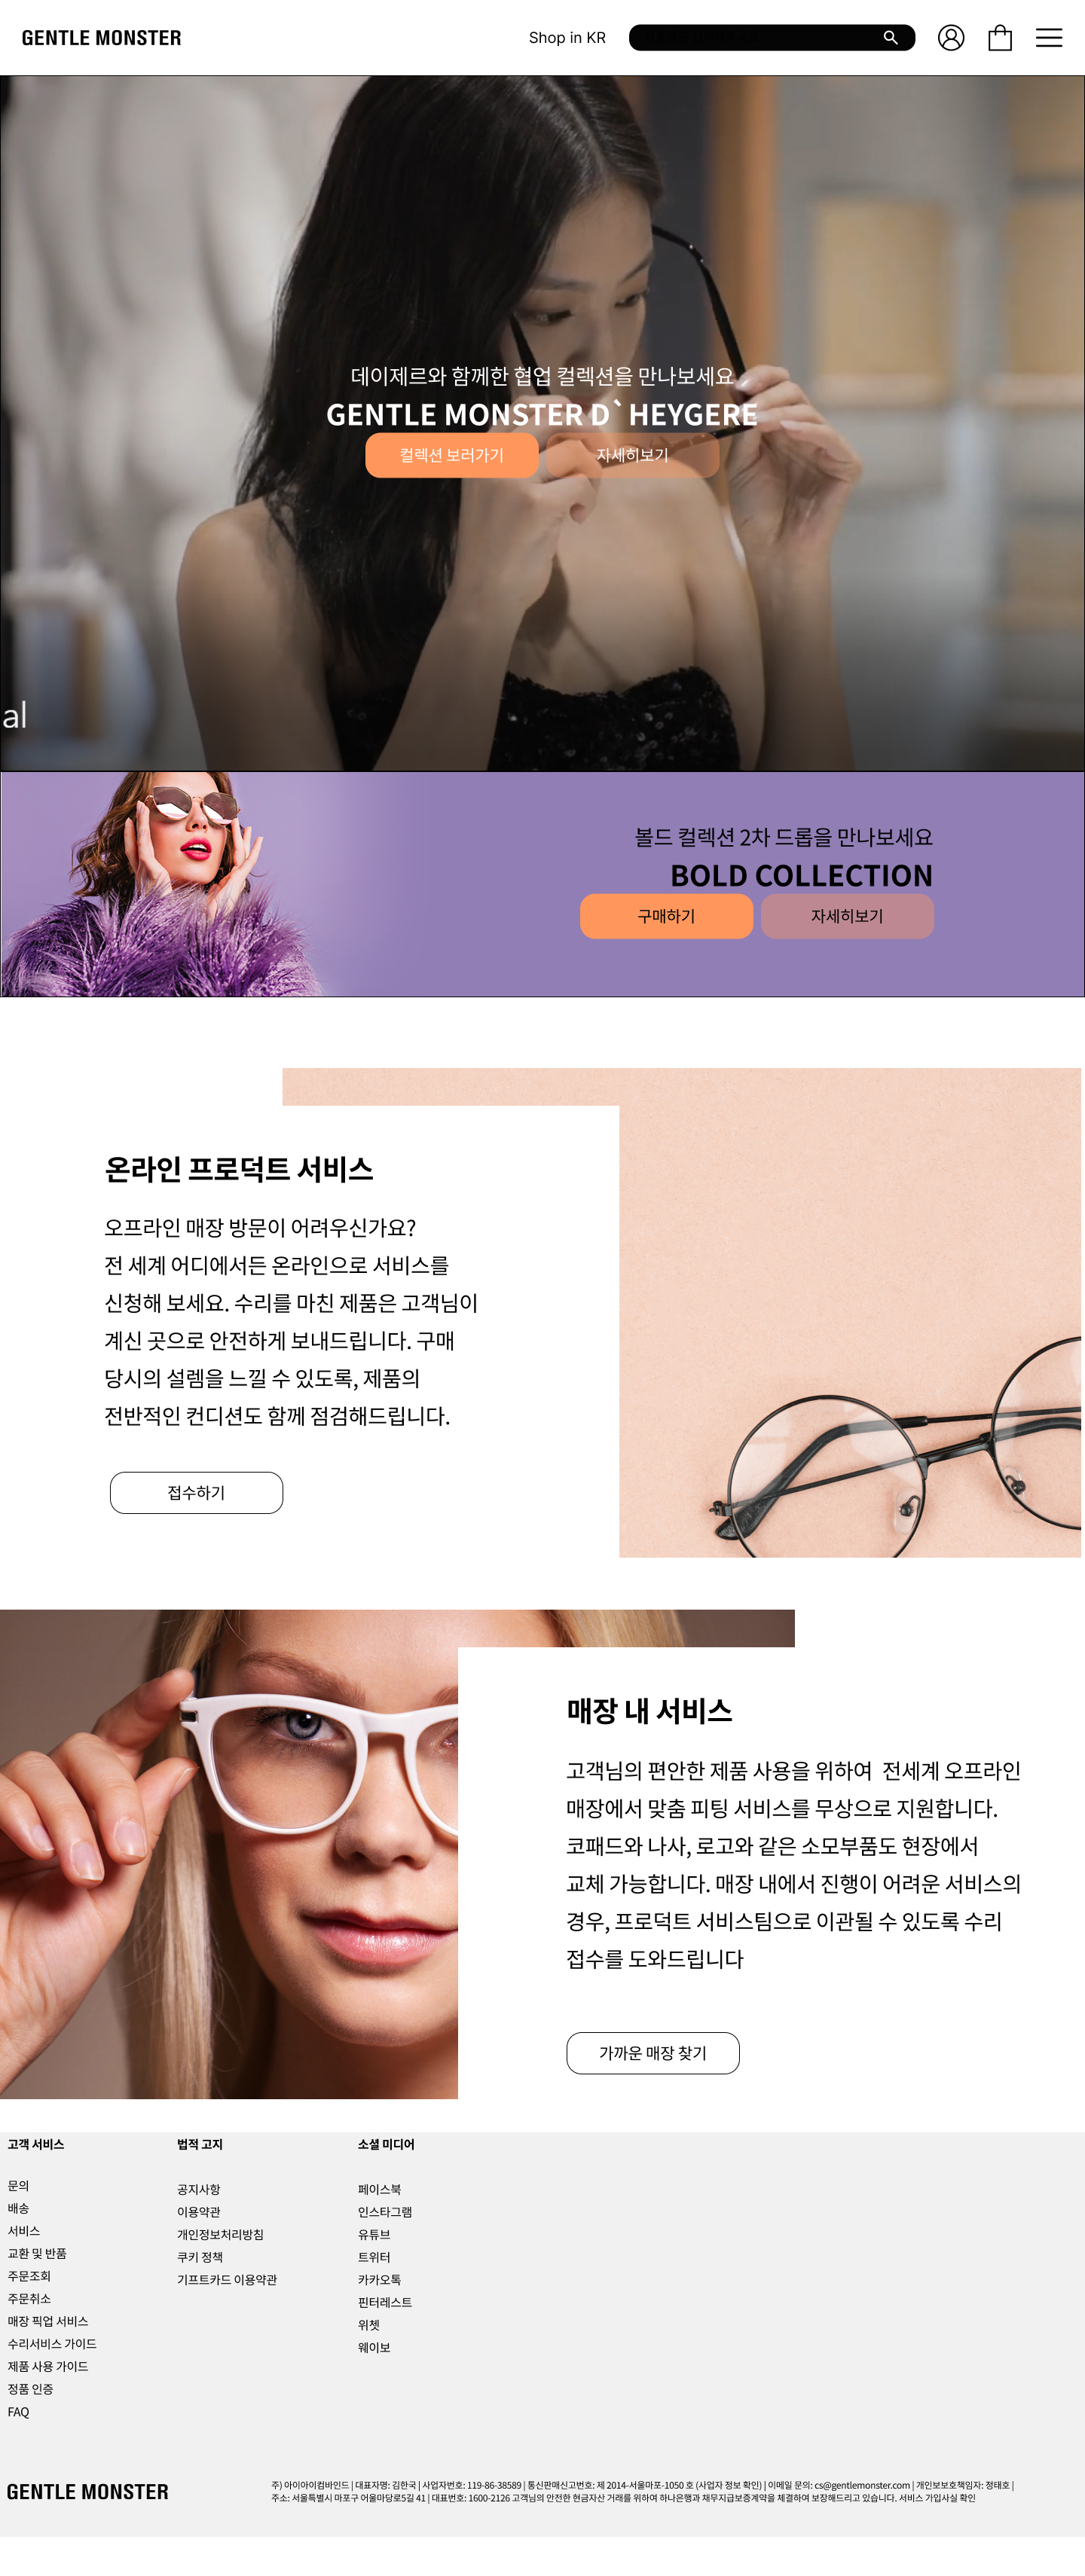 GENTLE MONSTER
Shop in KR
데이제르와 함께한 협업 컬렉션을 만나보세요
GENTLE MONSTER D`HEYGERE
컬렉션 보러가기
자세히보기
al
볼드 컬렉션 2차 드롭을 만나보세요
BOLD COLLECTION
구매하기
자세히보기
온라인 프로덕트 서비스
오프라인 매장 방문이 어려우신가요?
전 세계 어디에서든 온라인으로 서비스를
신청해 보세요. 수리를 마친 제품은 고객님이
계신 곳으로 안전하게 보내드립니다. 구매
당시의 설렘을 느낄 수 있도록, 제품의
전반적인 컨디션도 함께 점검해드립니다.
접수하기
매장 내 서비스
고객님의 편안한 제품 사용을 위하여  전세계 오프라인
매장에서 맞춤 피팅 서비스를 무상으로 지원합니다.
코패드와 나사, 로고와 같은 소모부품도 현장에서
교체 가능합니다. 매장 내에서 진행이 어려운 서비스의
경우, 프로덕트 서비스팀으로 이관될 수 있도록 수리
접수를 도와드립니다
가까운 매장 찾기
고객 서비스
문의
배송
서비스
교환 및 반품
주문조회
주문취소
매장 픽업 서비스
수리서비스 가이드
제품 사용 가이드
정품 인증
FAQ
법적 고지
공지사항
이용약관
개인정보처리방침
쿠키 정책
기프트카드 이용약관
소셜 미디어
페이스북
인스타그램
유튜브
트위터
카카오톡
핀터레스트
위쳇
웨이보
GENTLE MONSTER
주) 아이아이컴바인드 | 대표자명: 김한국 | 사업자번호: 119-86-38589 | 통신판매신고번호: 제 2014-서울마포-1050 호 (사업자 정보 확인) | 이메일 문의: cs@gentlemonster.com | 개인보보호책임자: 정태호 |
주소: 서울특별시 마포구 어울마당로5길 41 | 대표번호: 1600-2126 고객님의 안전한 현금자산 거래를 위하여 하나은행과 채무지급보증계약을 체결하여 보장해드리고 있습니다. 서비스 가입사실 확인